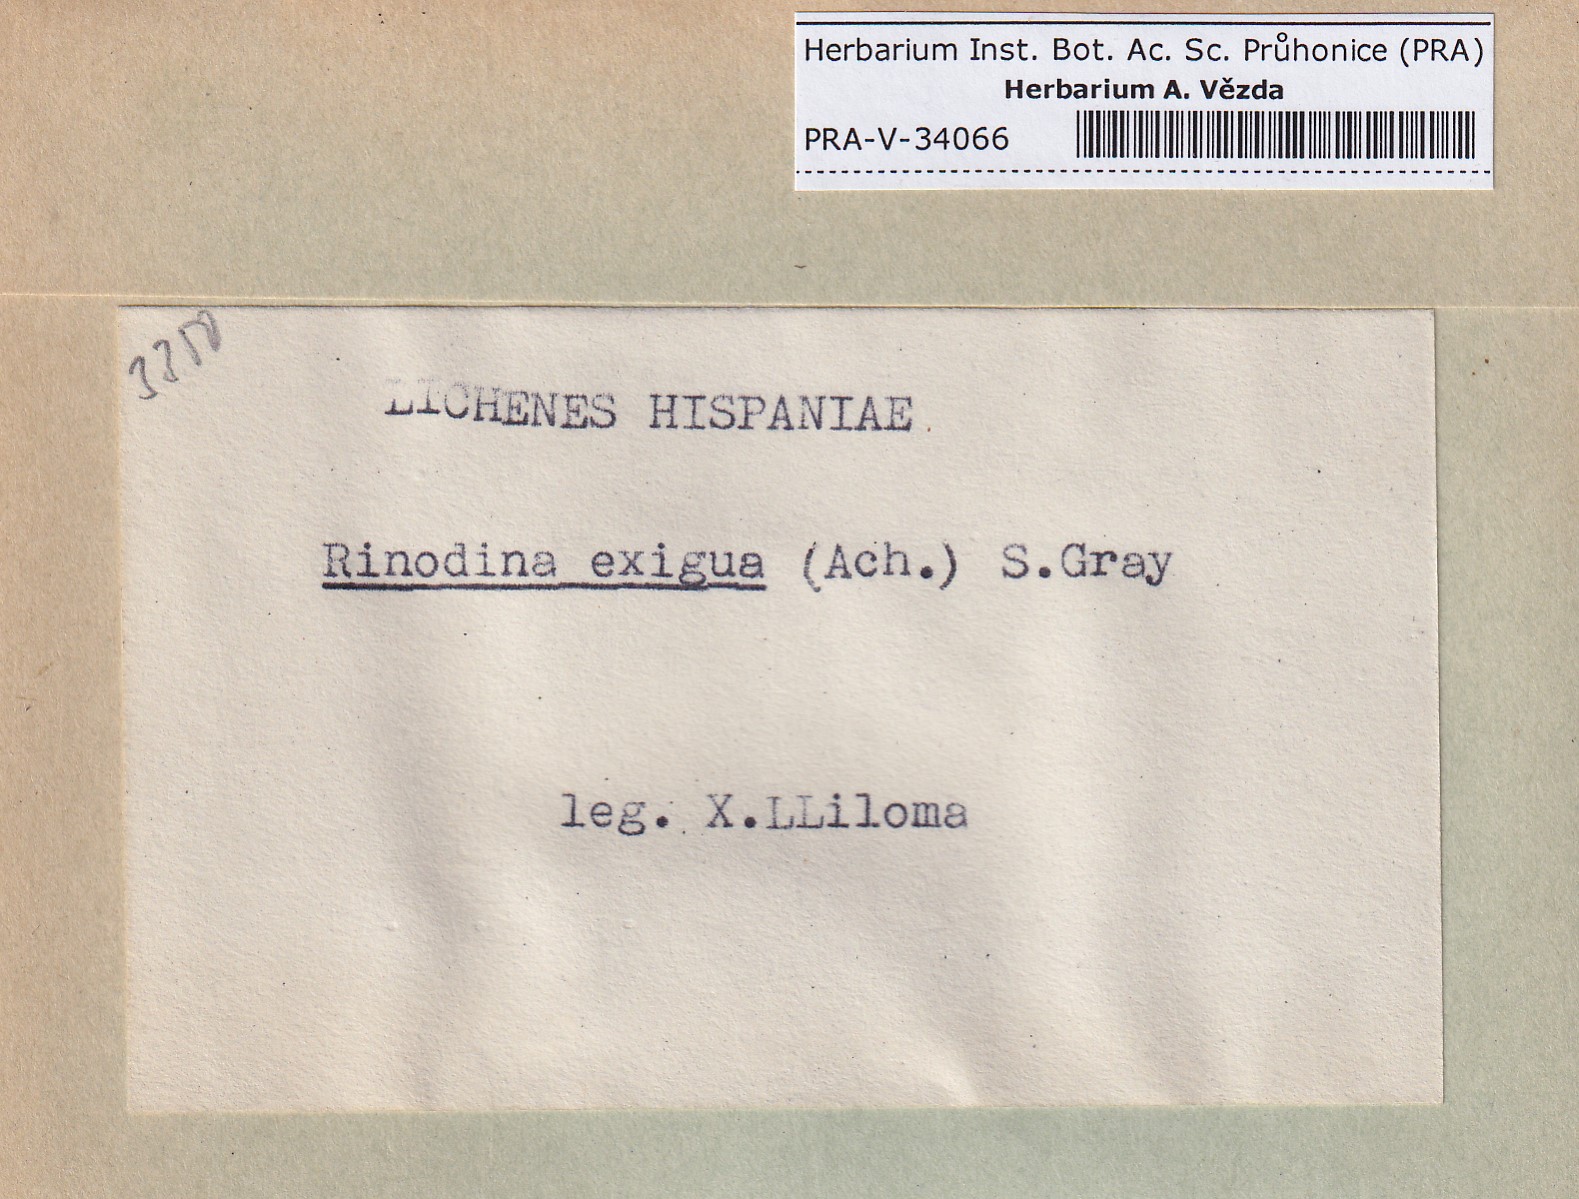 Herbarium Inst. Bot. Ac. Sc. Průhonice (PRA)
Herbarium A. Vězda
PRA-V-34066
3350
LICHENES HISPANIAE.
Rinodina exigua (Ach.) S.Gray
leg. X.LLiloma